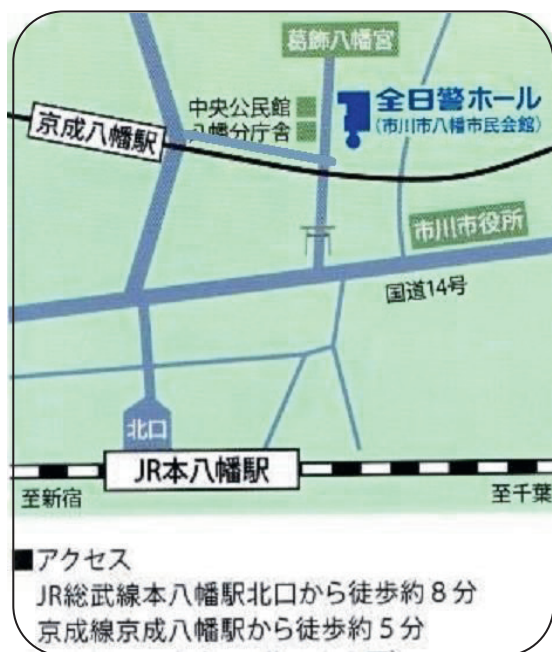 葛飾八幡宮
中央公民館
八幡分庁舎
全日警ホール
(市川市八幡市民会館)
京成八幡駅
市川市役所
国道14号
北口
JR本八幡駅
至新宿
至千葉
■アクセス
JR総武線本八幡駅北口から徒歩約8分
京成線京成八幡駅から徒歩約5分